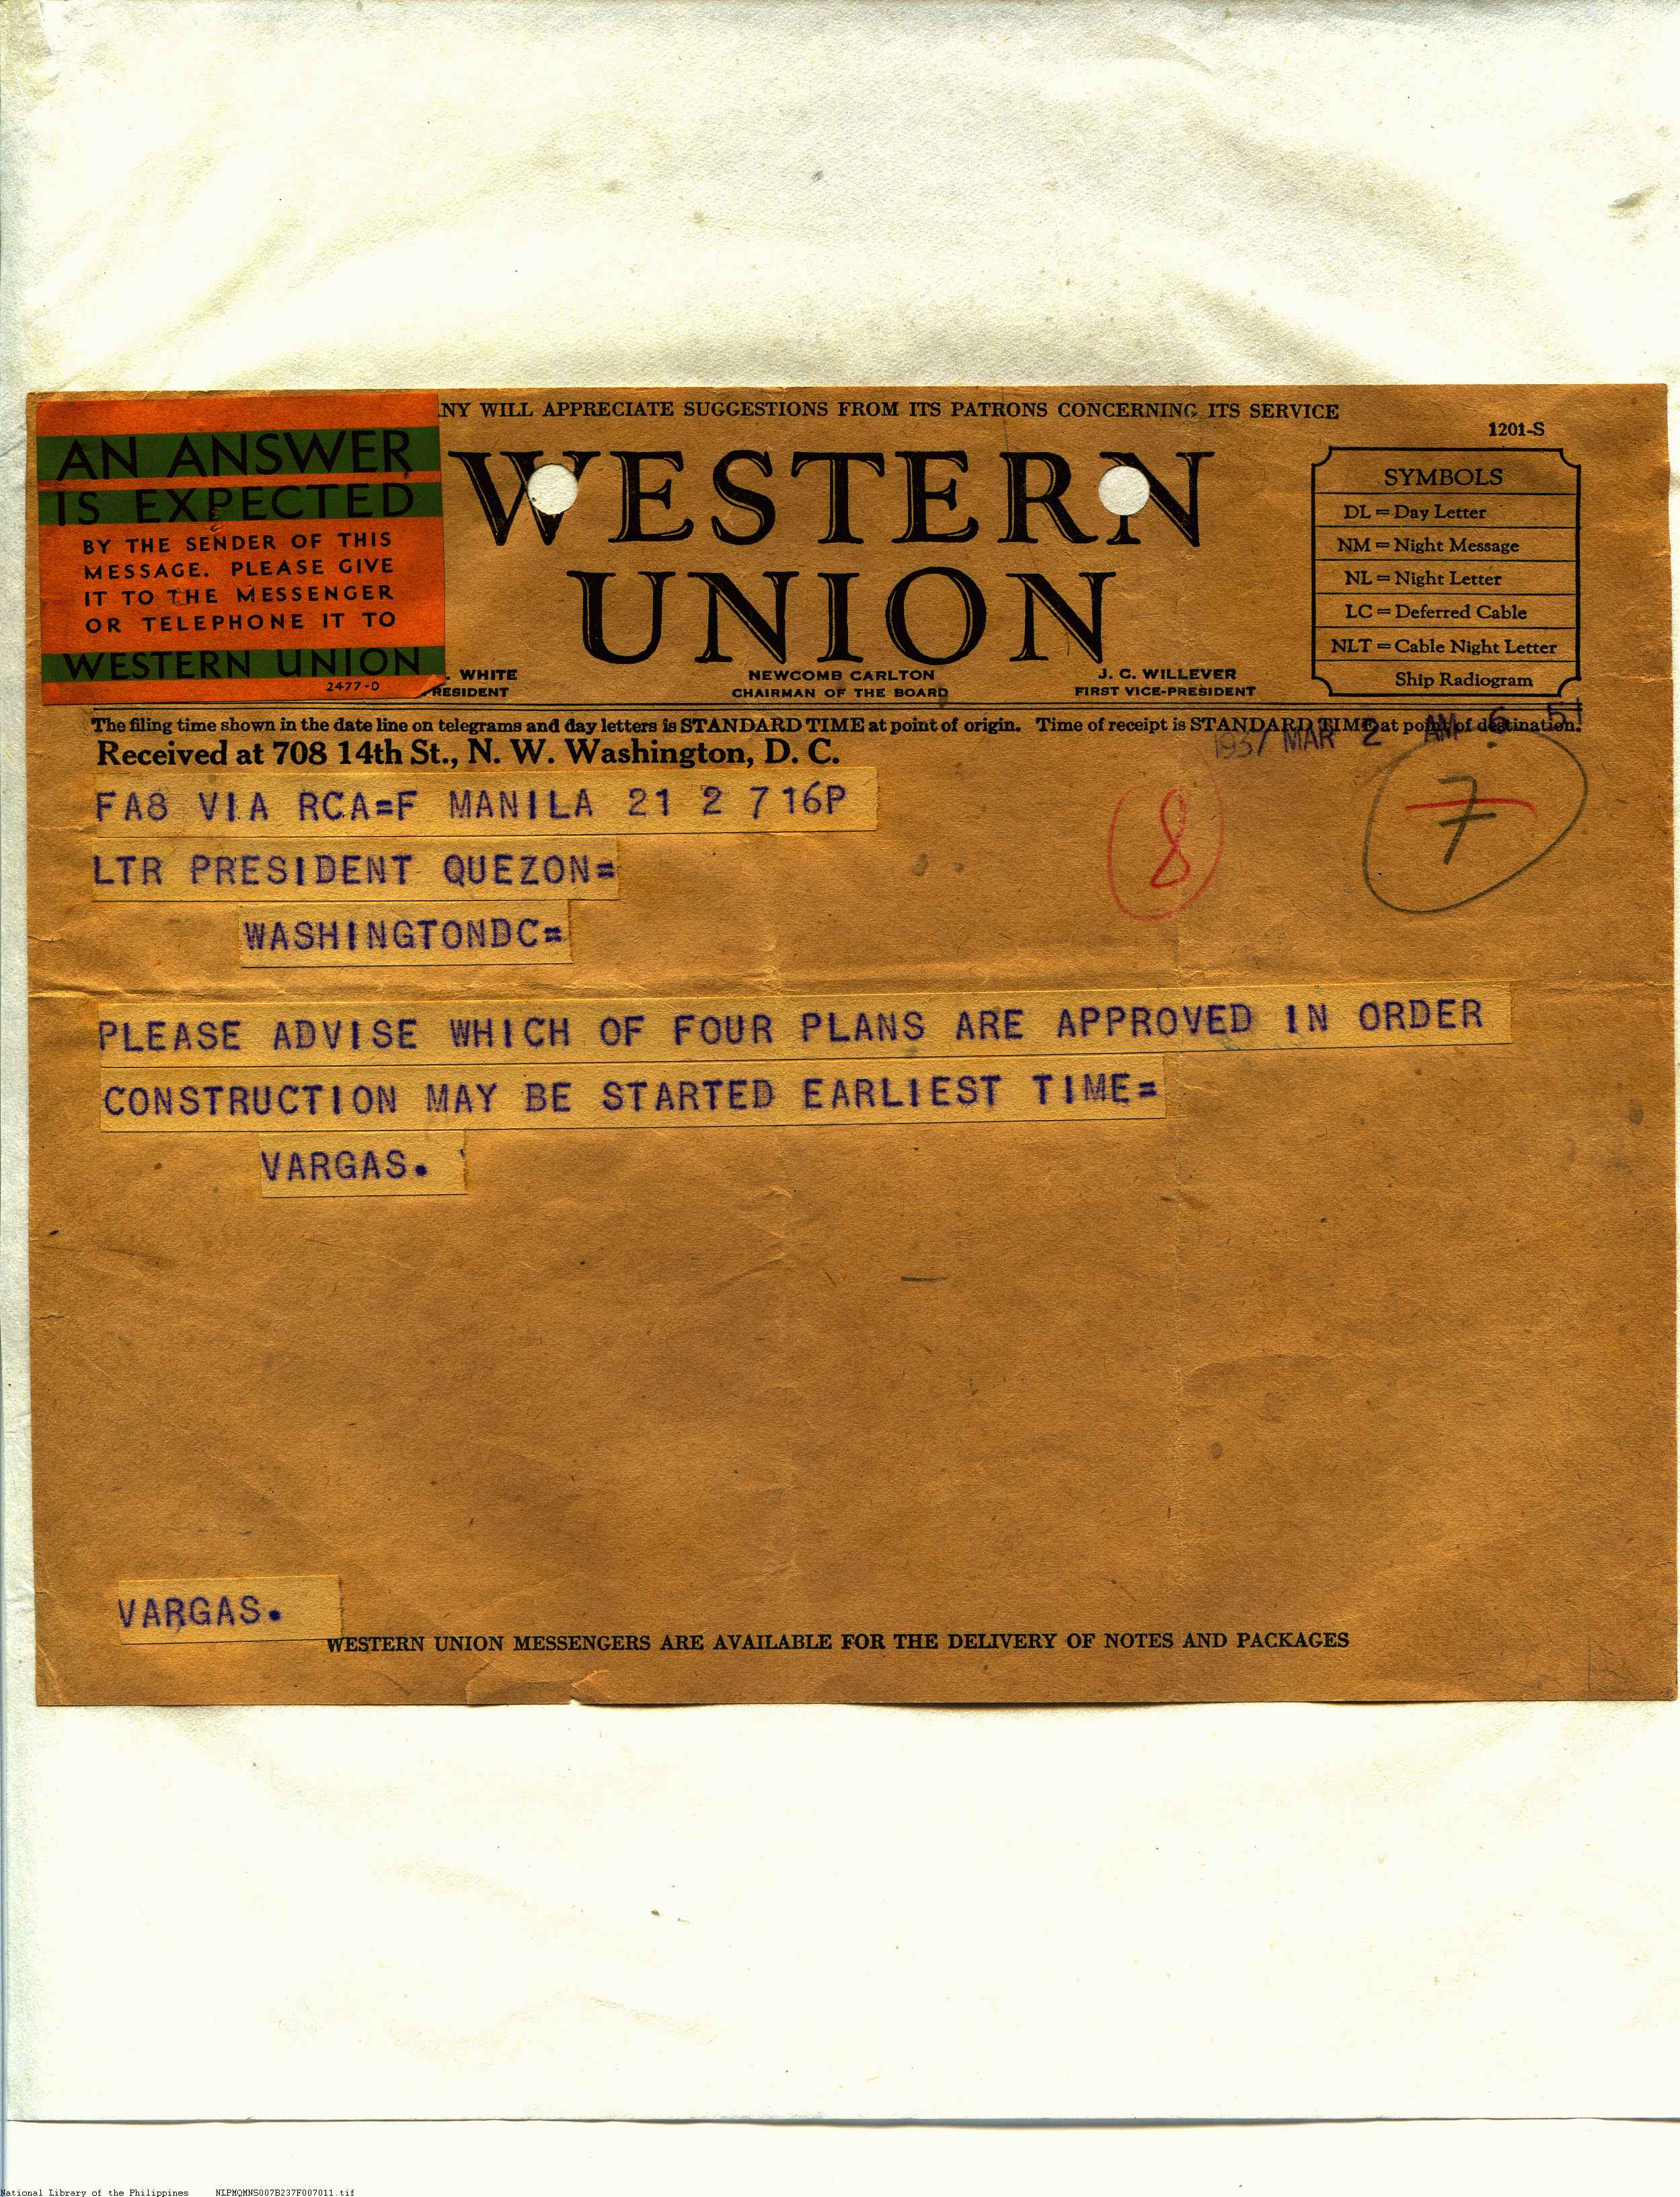 NY WILL APPRECIATE SUGGESTIONS FROM ITS PATRONS CONCERNING ITS SERVICE
1201-S
AN ANSWER
IS EXPECTED
BY THE SENDER OF THIS
MESSAGE. PLEASE GIVE
IT TO THE MESSENGER
OR TELEPHONE IT TO
WESTERN UNION
2477-D
WESTERN
UNION
. WHITE
RESIDENT
NEWCOMB CARLTON
CHAIRMAN OF THE BOARD
J. C. WILLEVER
FIRST VICE-PRESIDENT
SYMBOLS
DL = Day Letter
NM = Night Message
NL = Night Letter
LC = Deferred Cable
NLT = Cable Night Letter
Ship Radiogram
The filing time shown in the date line on telegrams and day letters is STANDARD TIME at point of origin. Time of receipt is STANDARD TIME at point of destination.
Received at 708 14th St., N. W. Washington, D. C.
1937 MAR 2 AM 6
FA8 VIA RCA=F MANILA 21 2 716P
8
7
LTR PRESIDENT QUEZON=
WASHINGTONDC=
PLEASE ADVISE WHICH OF FOUR PLANS ARE APPROVED IN ORDER
CONSTRUCTION MAY BE STARTED EARLIEST TIME=
VARGAS.
VARGAS.
WESTERN UNION MESSENGERS ARE AVAILABLE FOR THE DELIVERY OF NOTES AND PACKAGES
National Library of the Philippines NLPMQMNS007B237F007011.tif